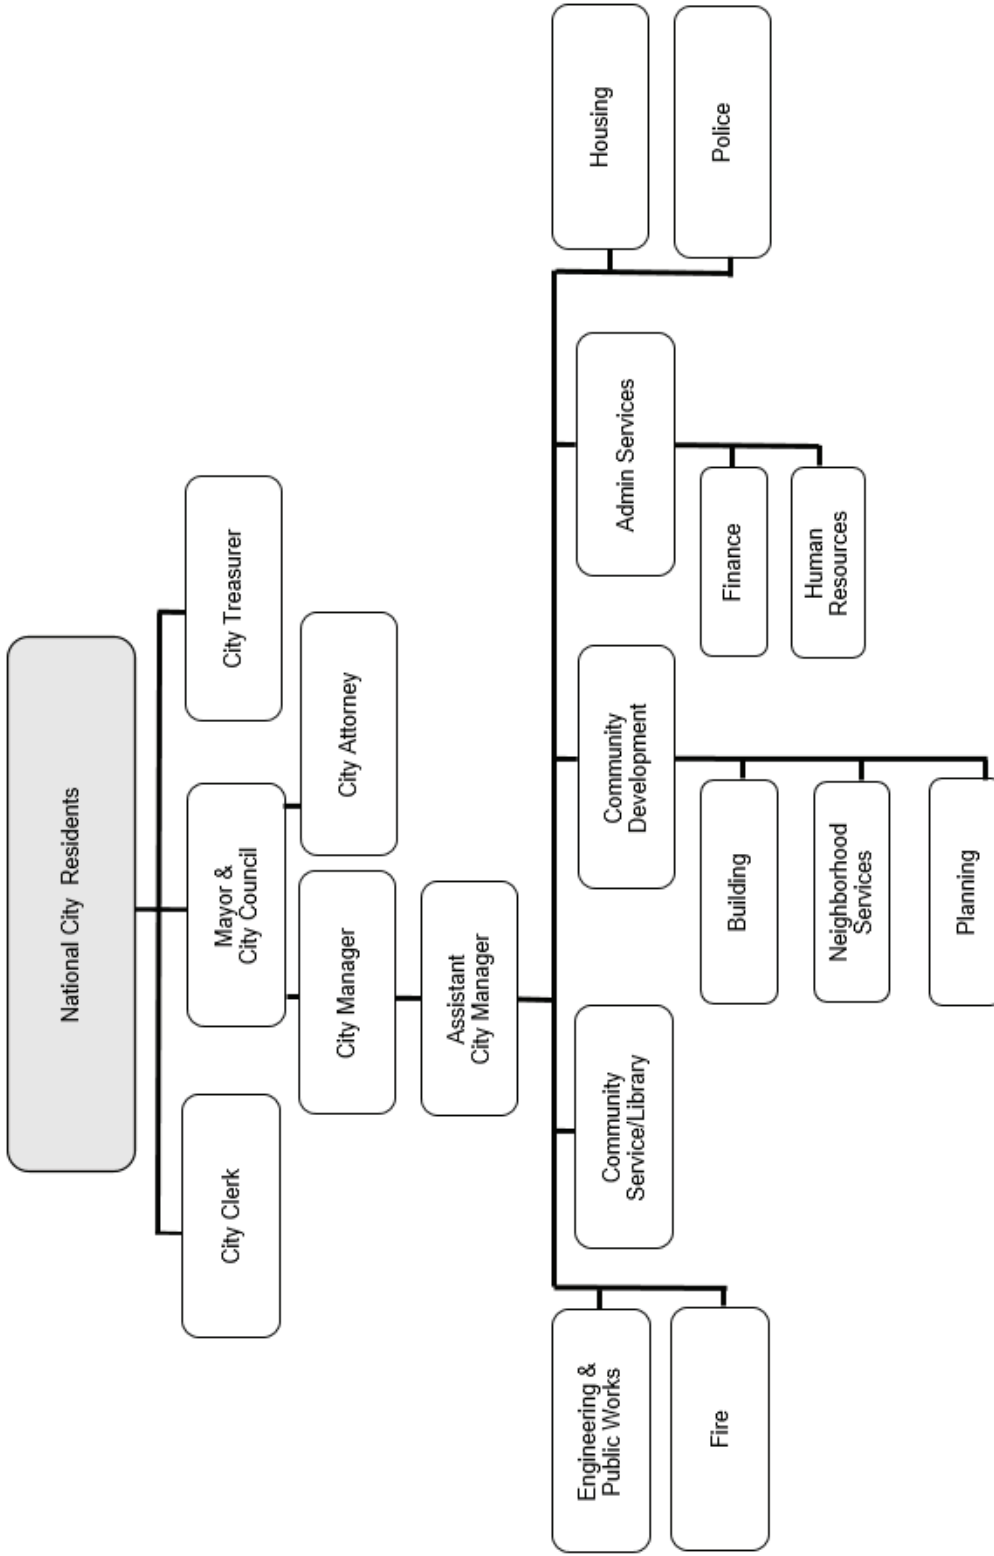 National City Residents
City Clerk
Mayor &
City Council
City Treasurer
City Manager
City Attorney
Assistant
City Manager
Engineering &
Public Works
Fire
Community
Service/Library
Community
Development
Building
Neighborhood
Services
Planning
Admin Services
Finance
Human
Resources
Housing
Police